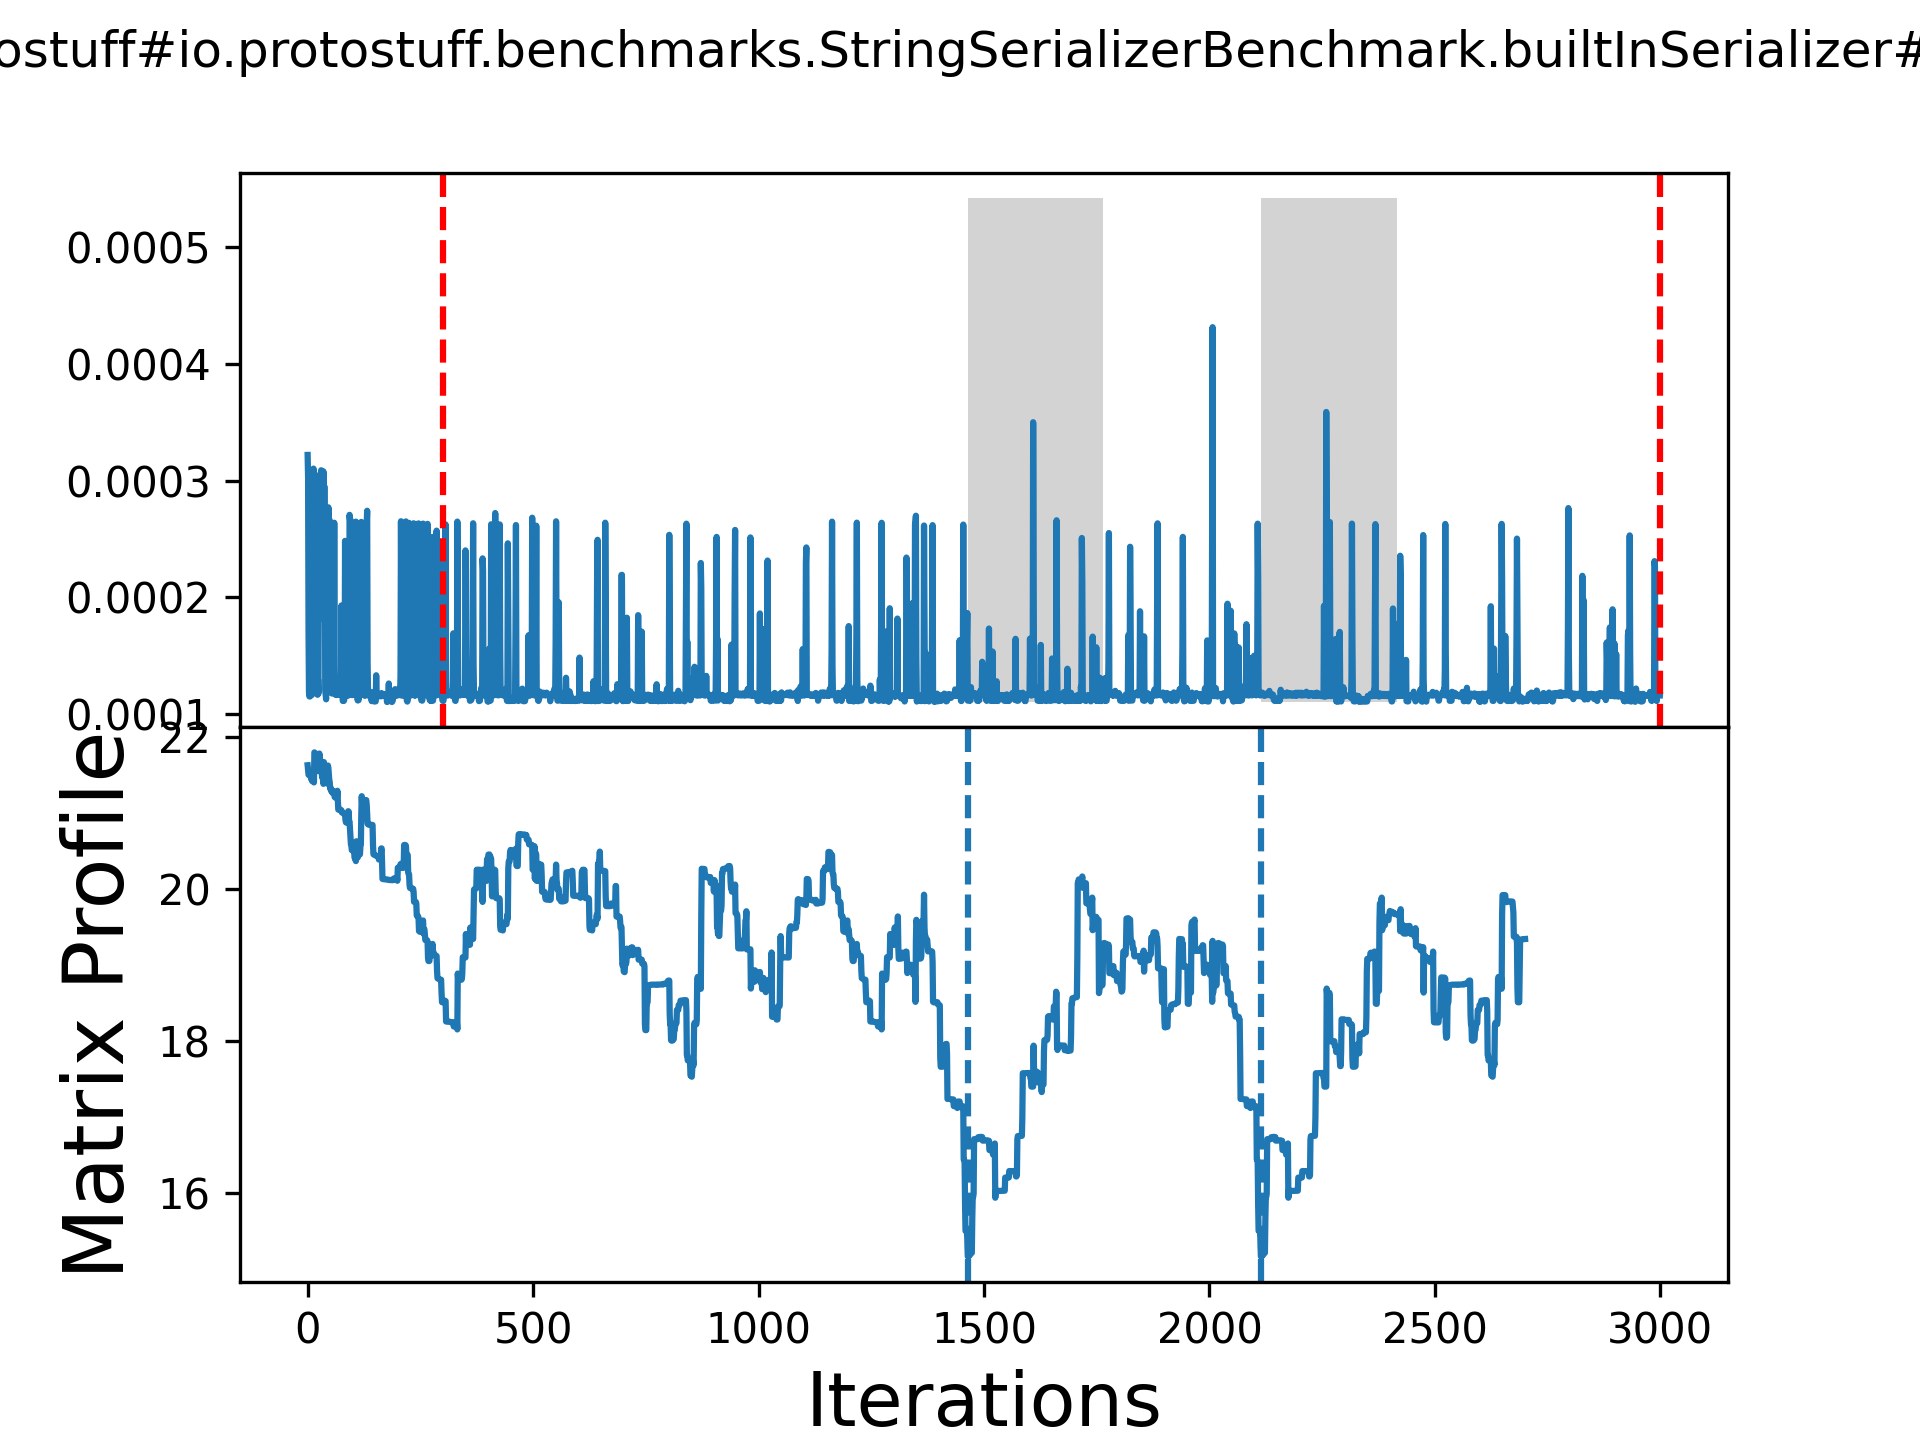 ostuff#io.protostuff.benchmarks.StringSerializerBenchmark.builtInSerializer#
0.0005
0.0004
0.0003
0.0002
0.0001
22
20
18
16
Matrix Profile
0 500 1000 1500 2000 2500 3000
Iterations